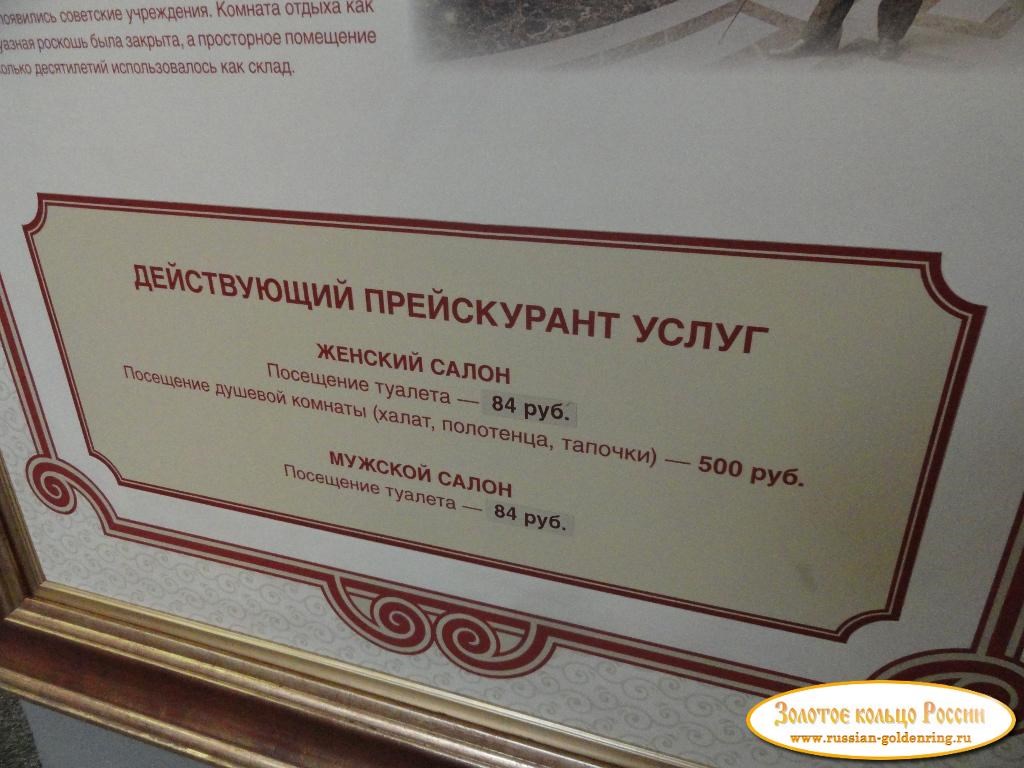 появились советские учреждения. Комната отдыха как
роскошь была закрыта, а просторное помещение
десятилетий использовалось как склад.
ДЕЙСТВУЮЩИЙ ПРЕЙСКУРАНТ УСЛУГ
ЖЕНСКИЙ САЛОН
Посещение туалета — 84 руб.
Посещение душевой комнаты (халат, полотенца, тапочки) — 500 руб.
МУЖСКОЙ САЛОН
Посещение туалета — 84 руб.
Золотое кольцо России
www.russian-goldenring.ru